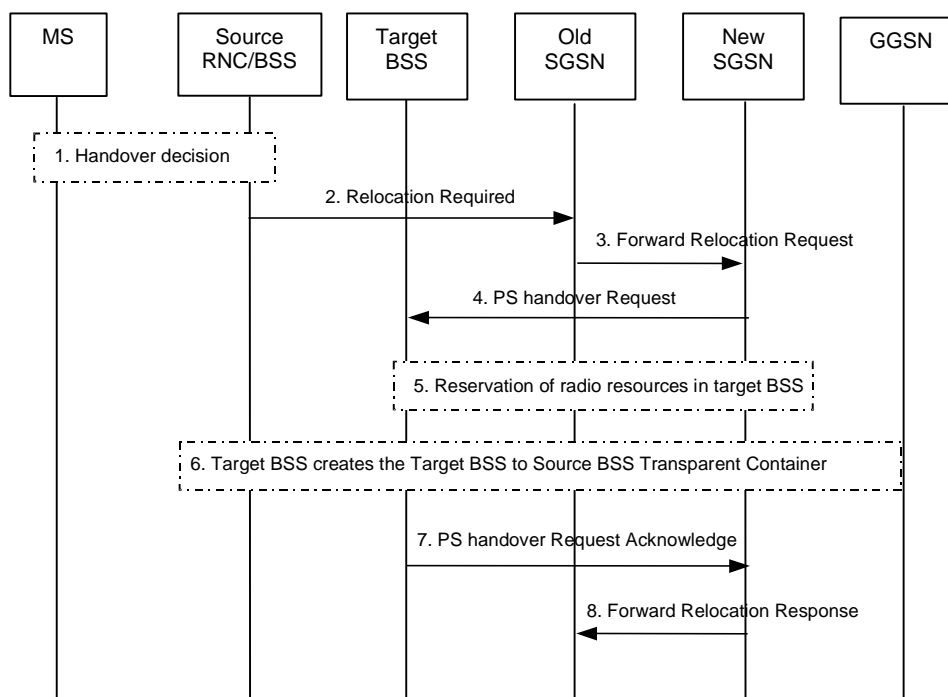 MS
Source
RNC/BSS
Target
BSS
Old
SGSN
New
SGSN
GGSN
1. Handover decision
2. Relocation Required
3. Forward Relocation Request
4. PS handover Request
5. Reservation of radio resources in target BSS
6. Target BSS creates the Target BSS to Source BSS Transparent Container
7. PS handover Request Acknowledge
8. Forward Relocation Response